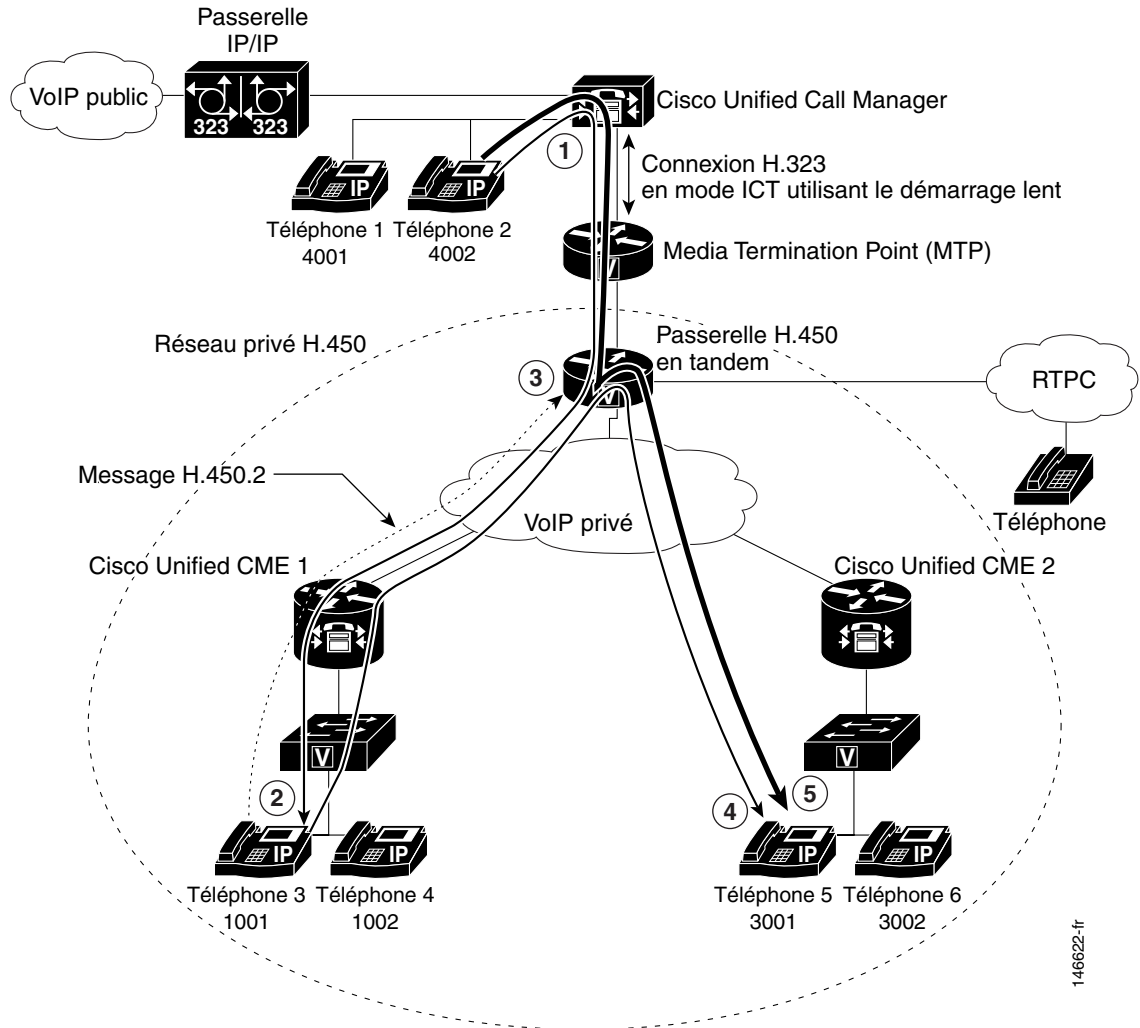 Passerelle
IP/IP
VoIP public
323
323
Cisco Unified Call Manager
1
Connexion H.323
en mode ICT utilisant le démarrage lent
IP
IP
Téléphone 1
4001
Téléphone 2
4002
Media Termination Point (MTP)
V
Réseau privé H.450
Passerelle H.450
en tandem
3
V
RTPC
Message H.450.2
VoIP privé
Téléphone
Cisco Unified CME 1
Cisco Unified CME 2
V
V
2
4
5
IP
IP
IP
IP
Téléphone 3
1001
Téléphone 4
1002
Téléphone 5
3001
Téléphone 6
3002
146622-fr